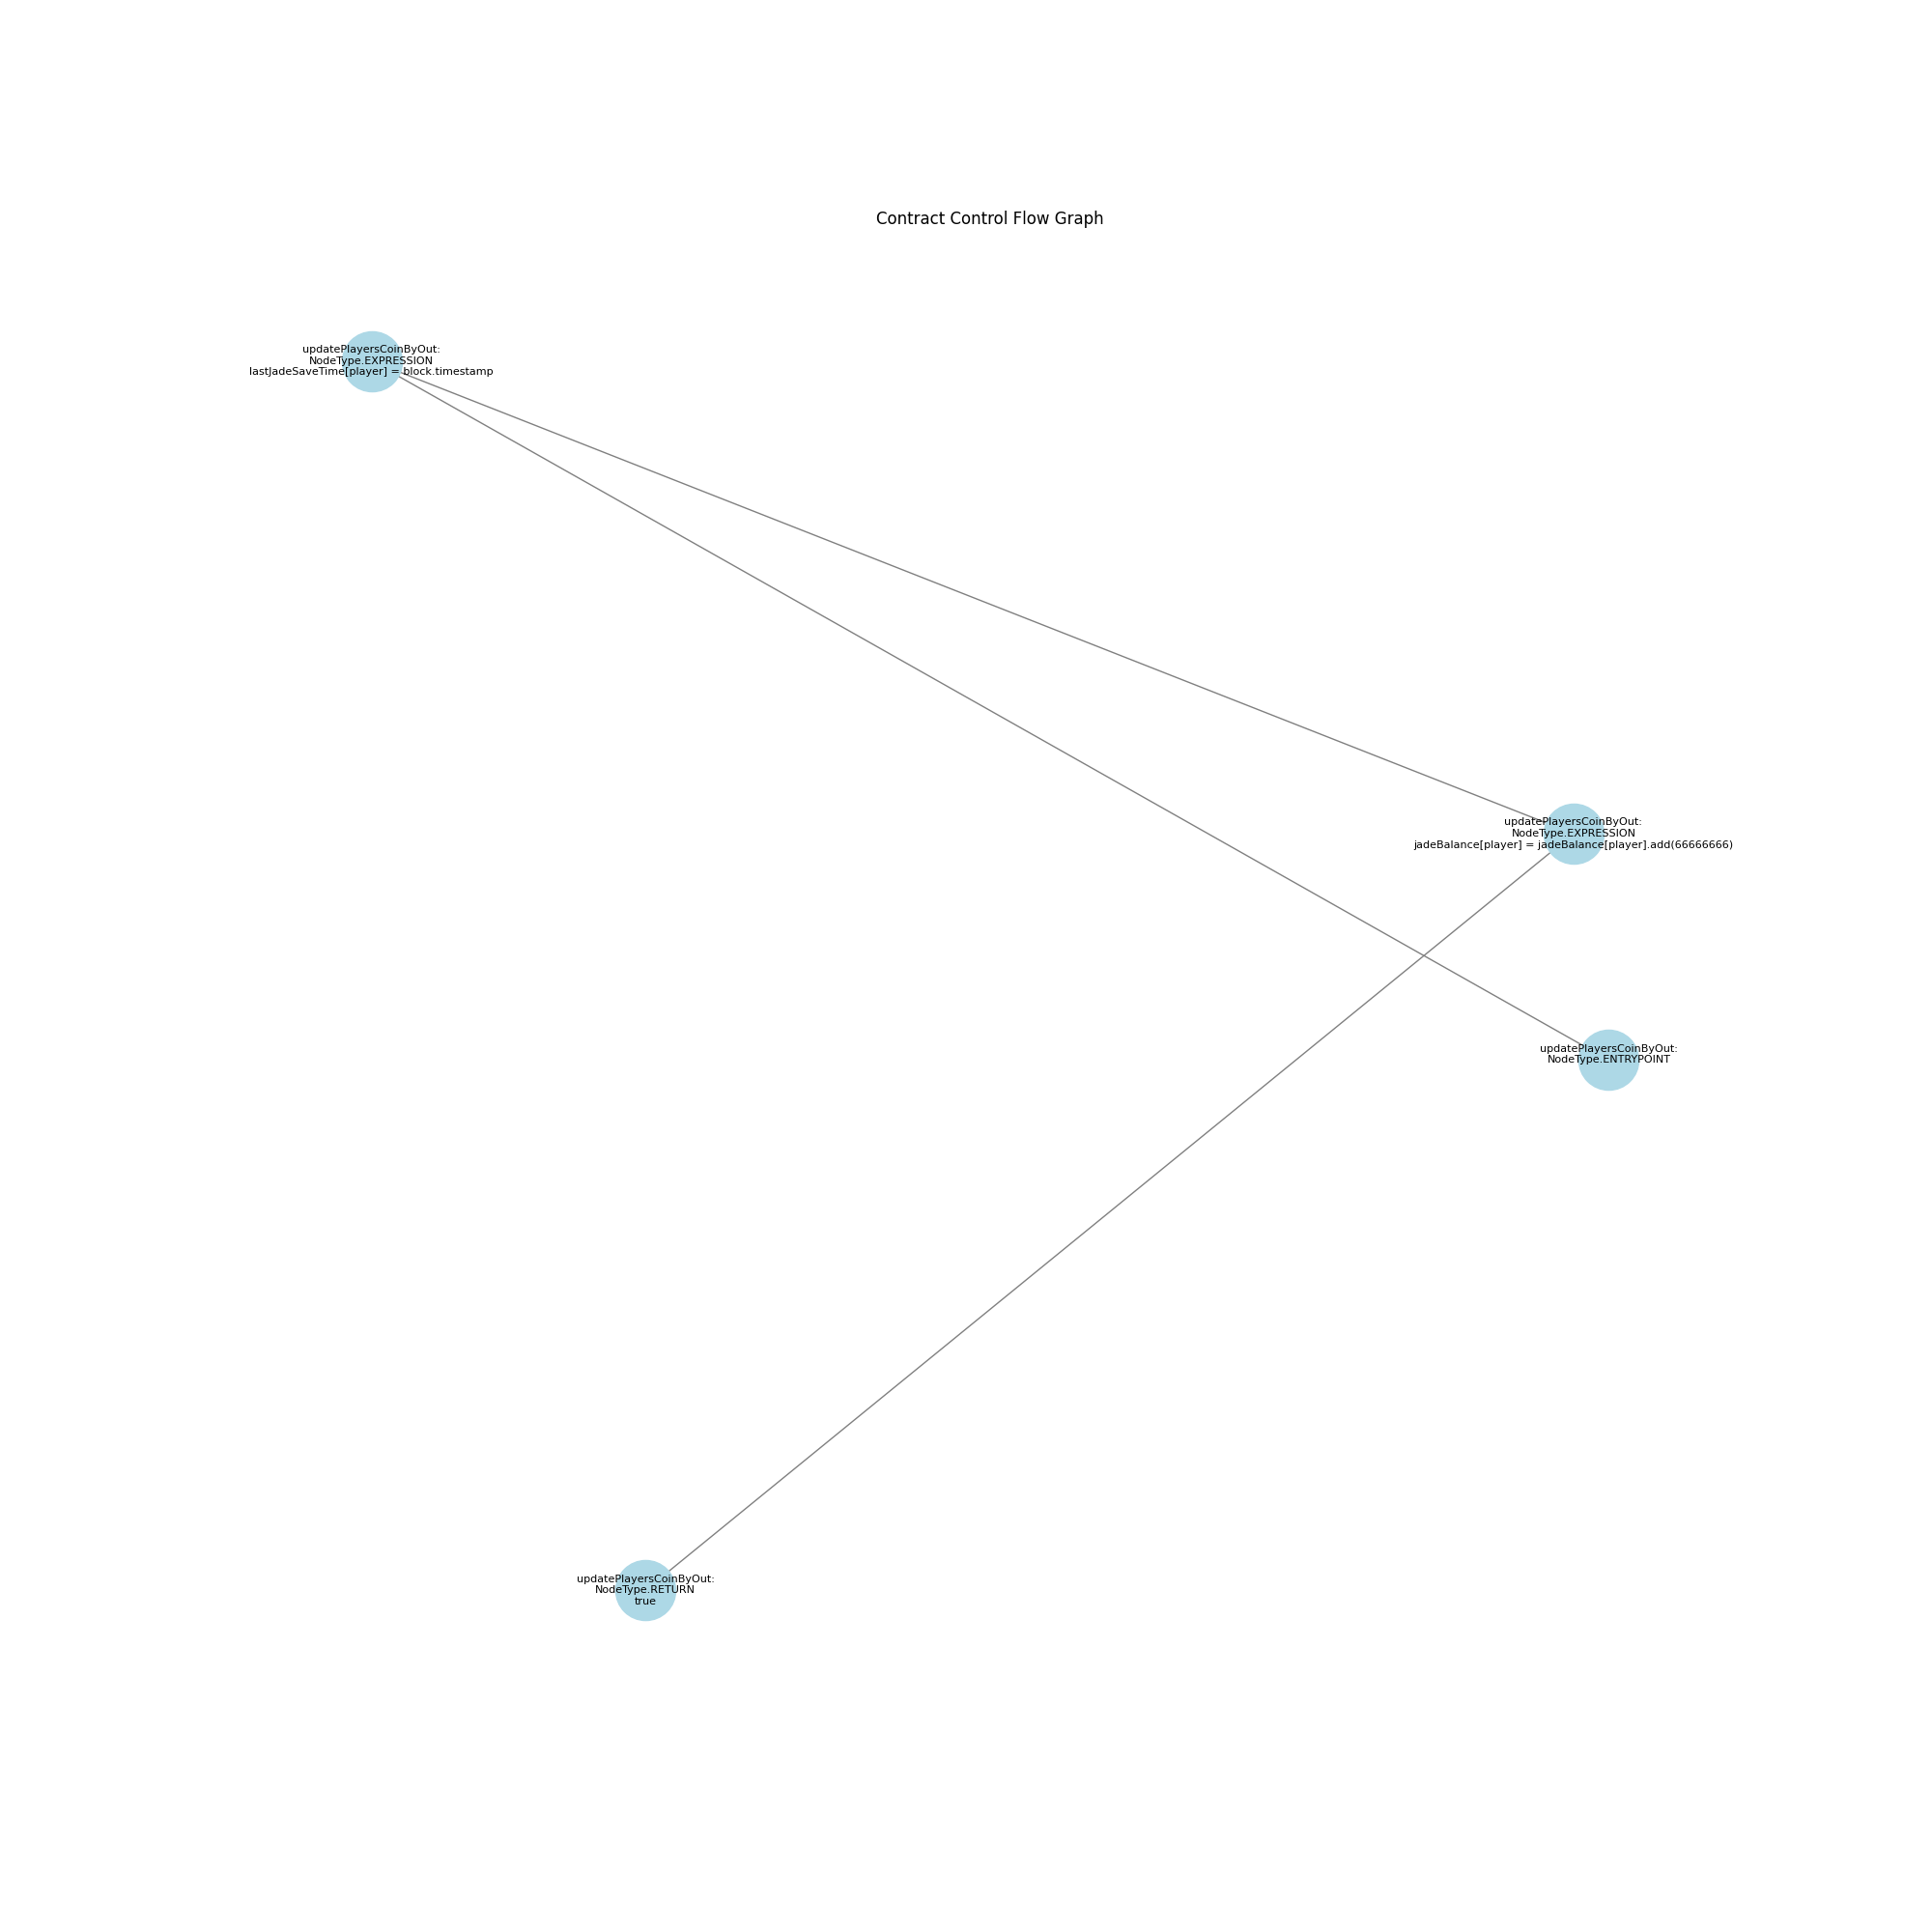 Contract Control Flow Graph
updatePlayersCoinByOut:
NodeType.EXPRESSION
lastJadeSaveTime[player] = block.timestamp
updatePlayersCoinByOut:
NodeType.EXPRESSION
jadeBalance[player] = jadeBalance[player].add(66666666)
updatePlayersCoinByOut:
NodeType.ENTRYPOINT
updatePlayersCoinByOut:
NodeType.RETURN
true